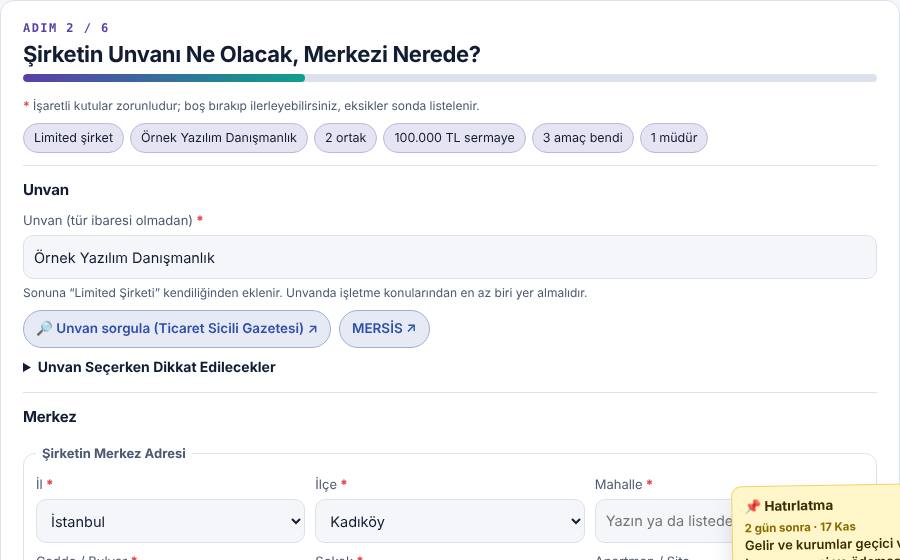 ADIM 2 / 6
Şirketin Unvanı Ne Olacak, Merkezi Nerede?
* İşaretli kutular zorunludur; boş bırakıp ilerleyebilirsiniz, eksikler sonda listelenir.
Limited şirket Örnek Yazılım Danışmanlık 2 ortak 100.000 TL sermaye 3 amaç bendi 1 müdür
Unvan
Unvan (tür ibaresi olmadan) *
Örnek Yazılım Danışmanlık
Sonuna “Limited Şirketi” kendiliğinden eklenir. Unvanda işletme konularından en az biri yer almalıdır.
🔎 Unvan sorgula (Ticaret Sicili Gazetesi) ↗ MERSİS ↗
▶ Unvan Seçerken Dikkat Edilecekler
Merkez
Şirketin Merkez Adresi
İl * İlçe * Mahalle *
İstanbul Kadıköy Yazın ya da listede
📌 Hatırlatma
2 gün sonra · 17 Kas
Gelir ve kurumlar geçici